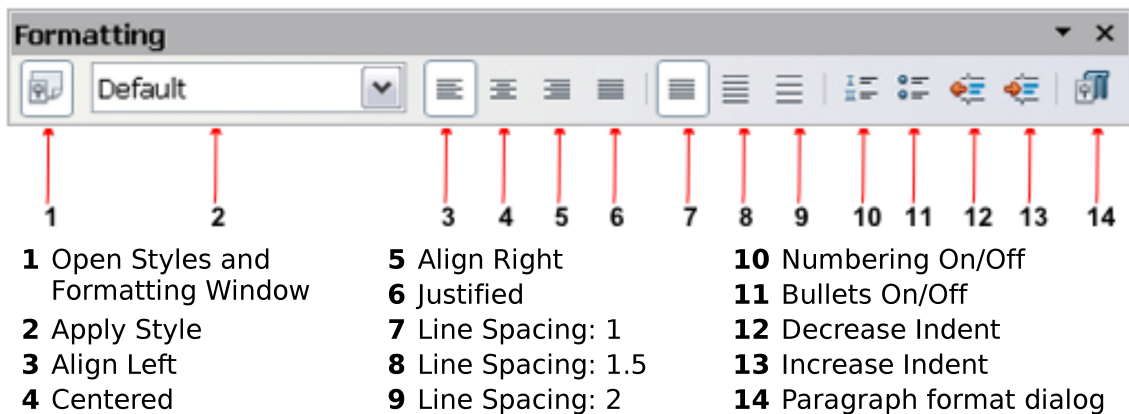 Formatting
Default
1 2 3 4 5 6 7 8 9 10 11 12 13 14
1 Open Styles and
Formatting Window
2 Apply Style
3 Align Left
4 Centered
5 Align Right
6 Justified
7 Line Spacing: 1
8 Line Spacing: 1.5
9 Line Spacing: 2
10 Numbering On/Off
11 Bullets On/Off
12 Decrease Indent
13 Increase Indent
14 Paragraph format dialog